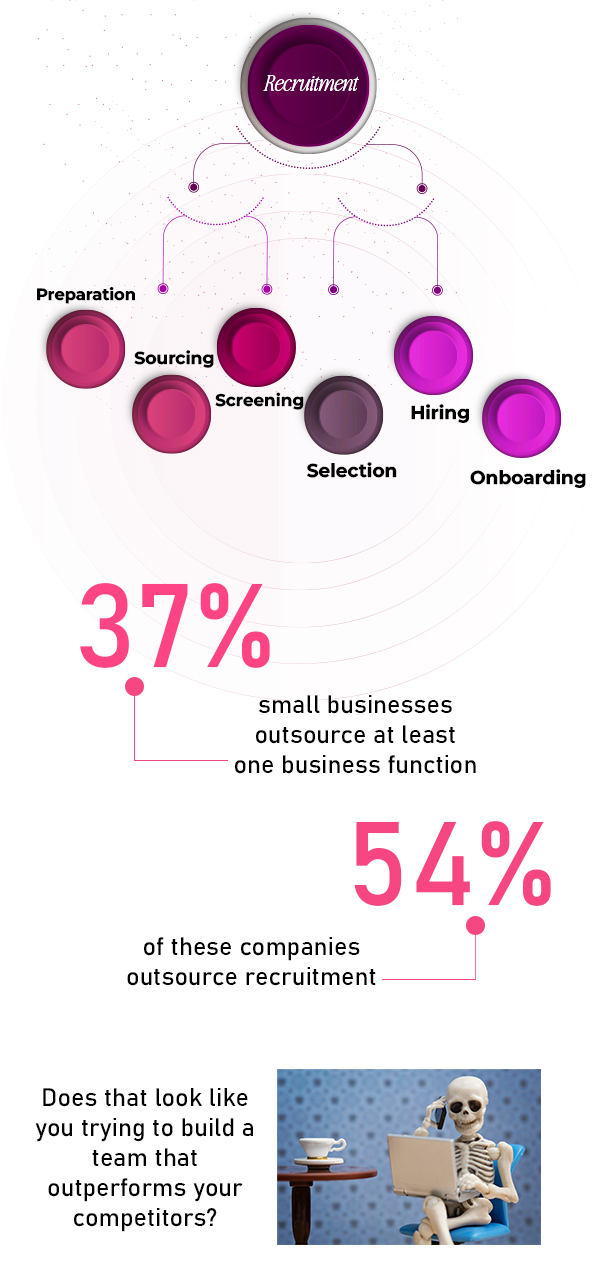 Recruitment
Preparation
Sourcing
Screening
Selection
Hiring
Onboarding
37%
small businesses
outsource at least
one business function
54%
of these companies
outsource recruitment
Does that look like
you trying to build a
team that
outperforms your
competitors?